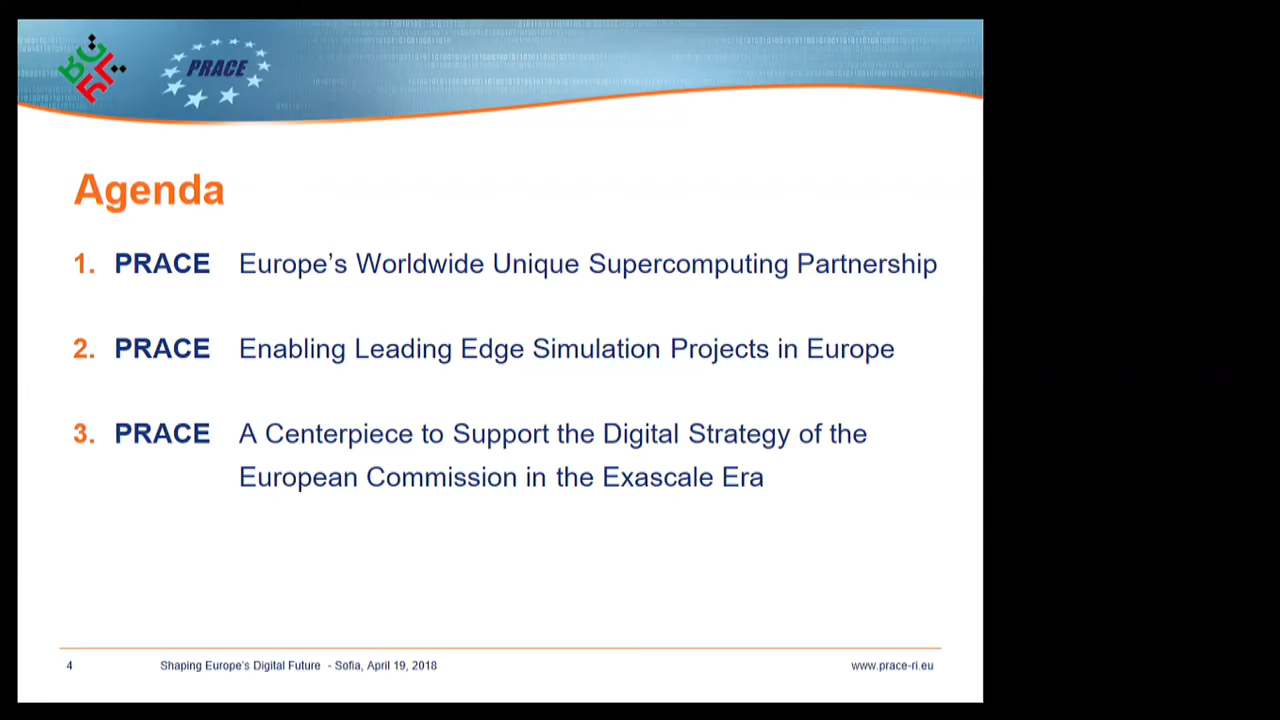 PRACE
Agenda
1. PRACE Europe's Worldwide Unique Supercomputing Partnership
2. PRACE Enabling Leading Edge Simulation Projects in Europe
3. PRACE A Centerpiece to Support the Digital Strategy of the
European Commission in the Exascale Era
4 Shaping Europe's Digital Future - Sofia, April 19, 2018 www.prace-ri.eu